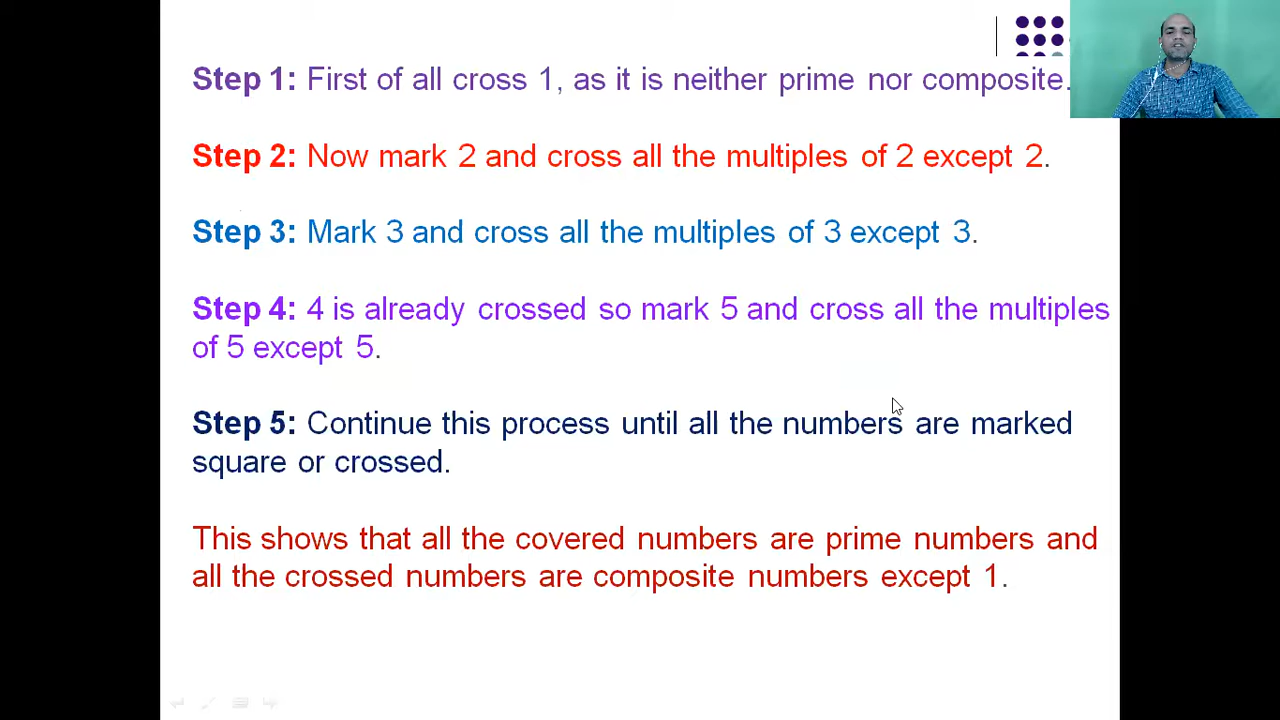 Step 1: First of all cross 1, as it is neither prime nor composite.
Step 2: Now mark 2 and cross all the multiples of 2 except 2.
Step 3: Mark 3 and cross all the multiples of 3 except 3.
Step 4: 4 is already crossed so mark 5 and cross all the multiples
of 5 except 5.
Step 5: Continue this process until all the numbers are marked
square or crossed.
This shows that all the covered numbers are prime numbers and
all the crossed numbers are composite numbers except 1.